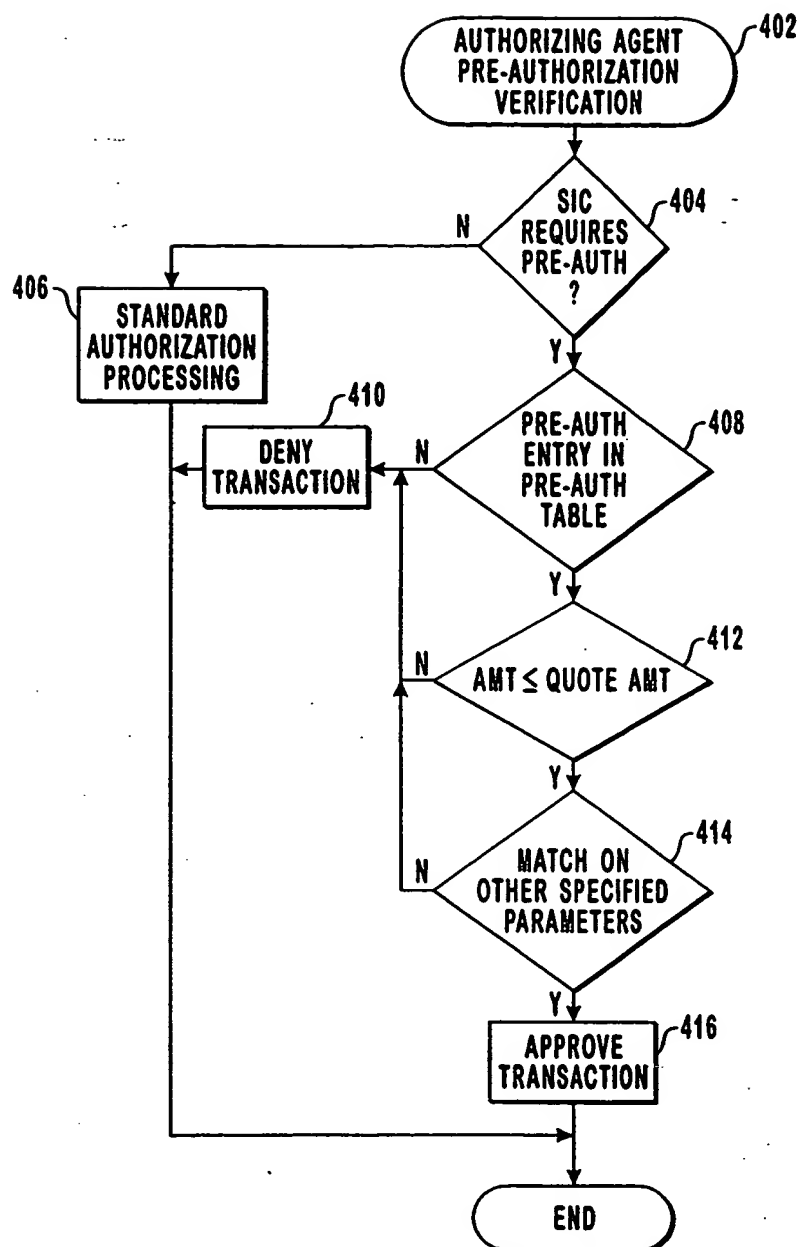 AUTHORIZING AGENT
PRE-AUTHORIZATION
VERIFICATION
402
SIC
REQUIRES
PRE-AUTH
?
404
N
Y
406
STANDARD
AUTHORIZATION
PROCESSING
410
DENY
TRANSACTION
N
PRE-AUTH
ENTRY IN
PRE-AUTH
TABLE
408
Y
N
AMT ≤ QUOTE AMT
412
Y
N
MATCH ON
OTHER SPECIFIED
PARAMETERS
414
Y
APPROVE
TRANSACTION
416
END